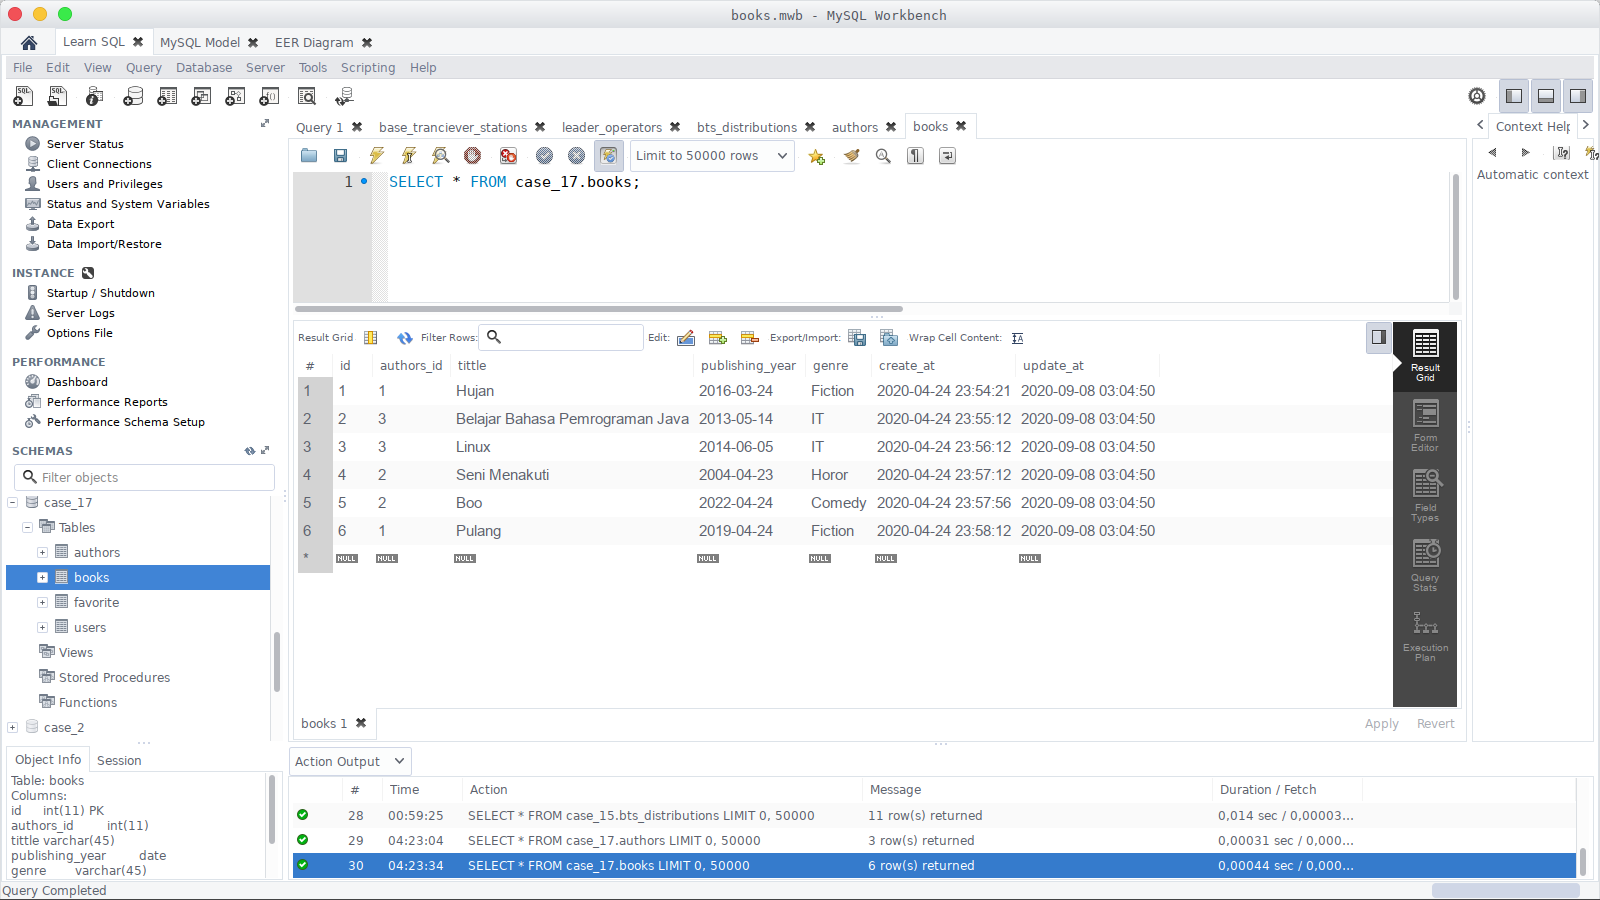 books.mwb - MySQL Workbench
Learn SQL MySQL Model EER Diagram
File Edit View Query Database Server Tools Scripting Help
MANAGEMENT
Server Status
Client Connections
Users and Privileges
Status and System Variables
Data Export
Data Import/Restore
INSTANCE
Startup / Shutdown
Server Logs
Options File
PERFORMANCE
Dashboard
Performance Reports
Performance Schema Setup
SCHEMAS
Filter objects
case_17
Tables
authors
books
favorite
users
Views
Stored Procedures
Functions
case_2
Object Info Session
Table: books
Columns:
id int(11) PK
authors_id int(11)
tittle varchar(45)
publishing_year date
genre varchar(45)
Query 1 base_tranciever_stations leader_operators bts_distributions authors books
Limit to 50000 rows
1 SELECT * FROM case_17.books;
Result Grid Filter Rows: Edit: Export/Import: Wrap Cell Content:
# id authors_id tittle publishing_year genre create_at update_at
1 1 1 Hujan 2016-03-24 Fiction 2020-04-24 23:54:21 2020-09-08 03:04:50
2 2 3 Belajar Bahasa Pemrograman Java 2013-05-14 IT 2020-04-24 23:55:12 2020-09-08 03:04:50
3 3 3 Linux 2014-06-05 IT 2020-04-24 23:56:12 2020-09-08 03:04:50
4 4 2 Seni Menakuti 2004-04-23 Horor 2020-04-24 23:57:12 2020-09-08 03:04:50
5 5 2 Boo 2022-04-24 Comedy 2020-04-24 23:57:56 2020-09-08 03:04:50
6 6 1 Pulang 2019-04-24 Fiction 2020-04-24 23:58:12 2020-09-08 03:04:50
* NULL NULL NULL NULL NULL NULL NULL
Result
Grid
Form
Editor
Field
Types
Query
Stats
Execution
Plan
books 1 Apply Revert
Context Help
Automatic context
Action Output
# Time Action Message Duration / Fetch
28 00:59:25 SELECT * FROM case_15.bts_distributions LIMIT 0, 50000 11 row(s) returned 0,014 sec / 0,00003...
29 04:23:04 SELECT * FROM case_17.authors LIMIT 0, 50000 3 row(s) returned 0,00031 sec / 0,000...
30 04:23:34 SELECT * FROM case_17.books LIMIT 0, 50000 6 row(s) returned 0,00044 sec / 0,000...
Query Completed